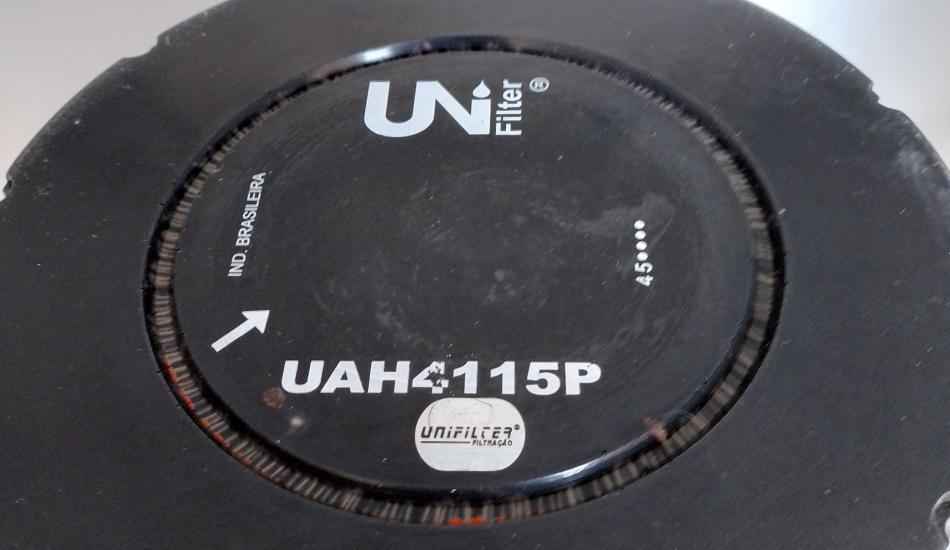 UNi
Filter®
IND. BRASILEIRA
45••••
UAH4115P
UNIFILTER®
FILTRAÇÃO